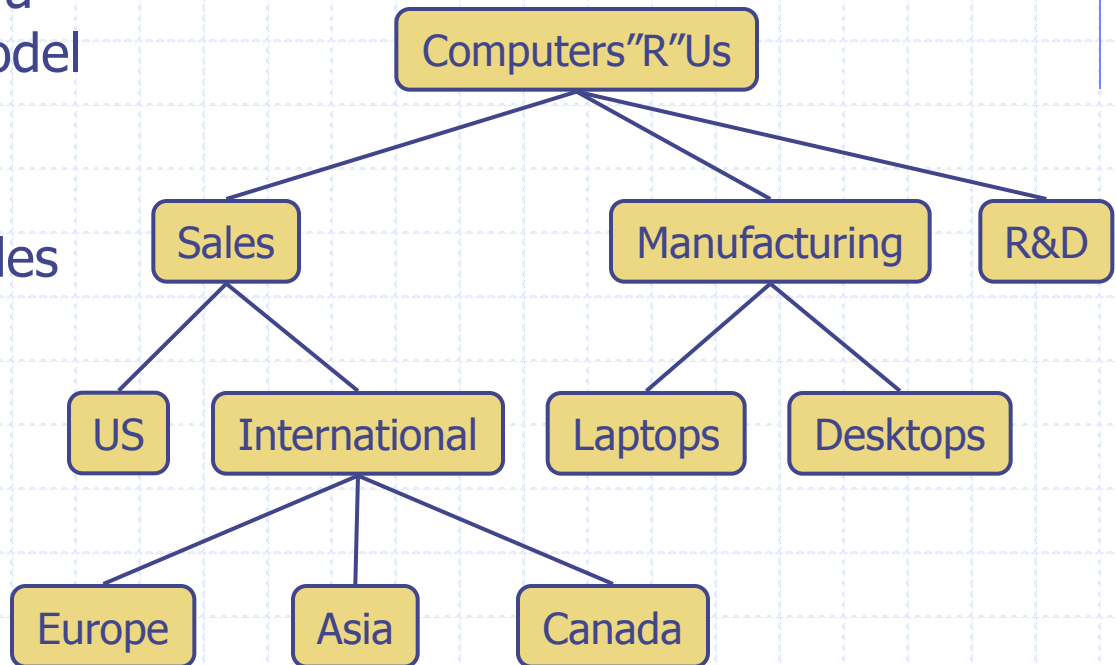 odel
Computers”R”Us
Sales
Manufacturing
R&D
les
US
International
Laptops
Desktops
Europe
Asia
Canada